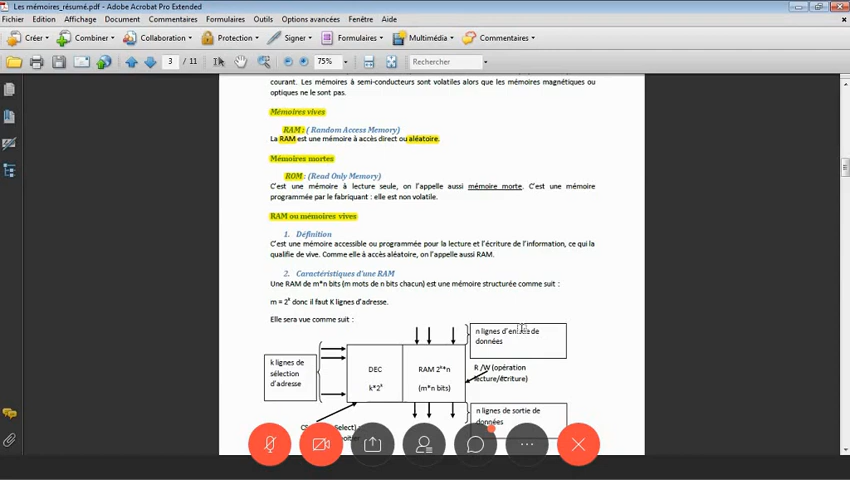 Les mémoires_résumé.pdf - Adobe Acrobat Pro Extended
Fichier Edition Affichage Document Commentaires Formulaires Outils Options avancées Fenêtre Aide
Créer Combiner Collaboration Protection Signer Formulaires Multimédia Commentaires
3 / 11 75% Rechercher
courant. Les mémoires à semi-conducteurs sont volatiles alors que les mémoires magnétiques ou
optiques ne le sont pas.
Mémoires vives
RAM : ( Random Access Memory)
La RAM est une mémoire à accès direct ou aléatoire.
Mémoires mortes
ROM : (Read Only Memory)
C'est une mémoire à lecture seule, on l'appelle aussi mémoire morte. C'est une mémoire
programmée par le fabriquant : elle est non volatile.
RAM ou mémoires vives
1. Définition
C'est une mémoire accessible ou programmée pour la lecture et l'écriture de l'information, ce qui la
qualifie de vive. Comme elle à accès aléatoire, on l'appelle aussi RAM.
2. Caractéristiques d'une RAM
Une RAM de m*n bits (m mots de n bits chacun) est une mémoire structurée comme suit :
m = 2ᵏ donc il faut K lignes d'adresse.
Elle sera vue comme suit :
n lignes d'entrée de
données
k lignes de
sélection
d'adresse
DEC
k*2ᵏ
RAM 2ᵏ*n
(m*n bits)
R /W (opération
lecture/écriture)
n lignes de sortie de
données
CS Select) :